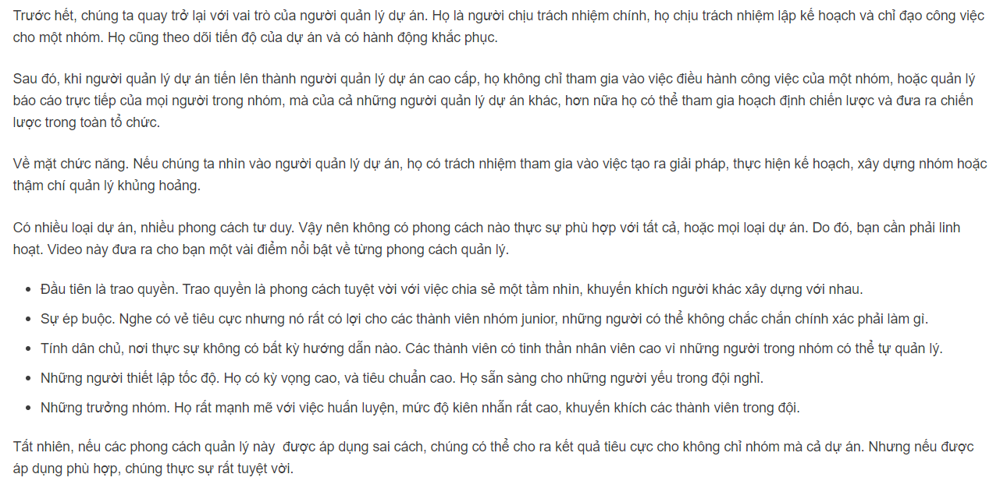 Trước hết, chúng ta quay trở lại với vai trò của người quản lý dự án. Họ là người chịu trách nhiệm chính, họ chịu trách nhiệm lập kế hoạch và chỉ đạo công việc
cho một nhóm. Họ cũng theo dõi tiến độ của dự án và có hành động khắc phục.
Sau đó, khi người quản lý dự án tiến lên thành người quản lý dự án cao cấp, họ không chỉ tham gia vào việc điều hành công việc của một nhóm, hoặc quản lý
báo cáo trực tiếp của mọi người trong nhóm, mà của cả những người quản lý dự án khác, hơn nữa họ có thể tham gia hoạch định chiến lược và đưa ra chiến
lược trong toàn tổ chức.
Về mặt chức năng. Nếu chúng ta nhìn vào người quản lý dự án, họ có trách nhiệm tham gia vào việc tạo ra giải pháp, thực hiện kế hoạch, xây dựng nhóm hoặc
thậm chí quản lý khủng hoảng.
Có nhiều loại dự án, nhiều phong cách tư duy. Vậy nên không có phong cách nào thực sự phù hợp với tất cả, hoặc mọi loại dự án. Do đó, bạn cần phải linh
hoạt. Video này đưa ra cho bạn một vài điểm nổi bật về từng phong cách quản lý.
• Đầu tiên là trao quyền. Trao quyền là phong cách tuyệt vời với việc chia sẻ một tầm nhìn, khuyến khích người khác xây dựng với nhau.
• Sự ép buộc. Nghe có vẻ tiêu cực nhưng nó rất có lợi cho các thành viên nhóm junior, những người có thể không chắc chắn chính xác phải làm gì.
• Tính dân chủ, nơi thực sự không có bất kỳ hướng dẫn nào. Các thành viên có tinh thần nhân viên cao vì những người trong nhóm có thể tự quản lý.
• Những người thiết lập tốc độ. Họ có kỳ vọng cao, và tiêu chuẩn cao. Họ sẵn sàng cho những người yếu trong đội nghỉ.
• Những trưởng nhóm. Họ rất mạnh mẽ với việc huấn luyện, mức độ kiên nhẫn rất cao, khuyến khích các thành viên trong đội.
Tất nhiên, nếu các phong cách quản lý này được áp dụng sai cách, chúng có thể cho ra kết quả tiêu cực cho không chỉ nhóm mà cả dự án. Nhưng nếu được
áp dụng phù hợp, chúng thực sự rất tuyệt vời.